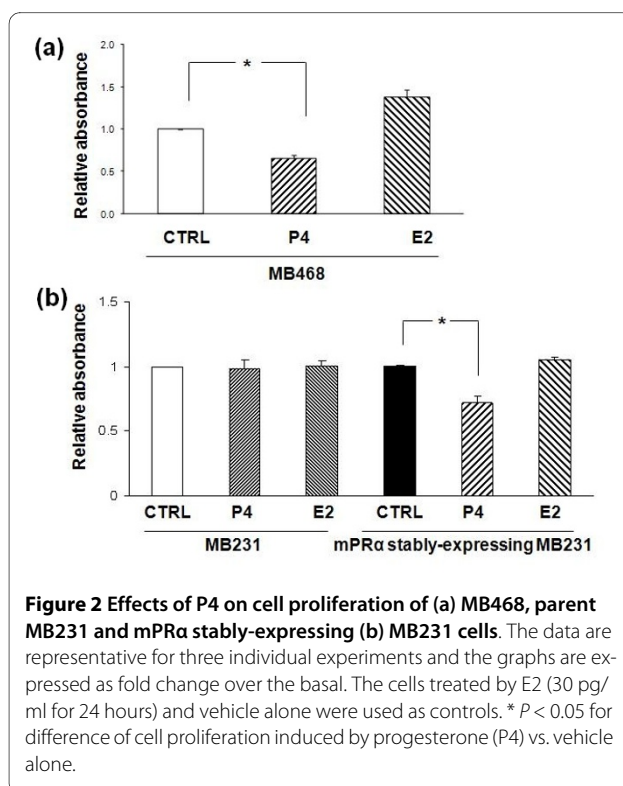 (a)
Relative absorbance
2.0
1.5
1.0
0.5
0.0
*
CTRL P4 E2
MB468
(b)
Relative absorbance
1.5
1
0.5
0
*
CTRL P4 E2 CTRL P4 E2
MB231 mPRα stably-expressing MB231
Figure 2 Effects of P4 on cell proliferation of (a) MB468, parent
MB231 and mPRα stably-expressing (b) MB231 cells. The data are
representative for three individual experiments and the graphs are ex-
pressed as fold change over the basal. The cells treated by E2 (30 pg/
ml for 24 hours) and vehicle alone were used as controls. * P < 0.05 for
difference of cell proliferation induced by progesterone (P4) vs. vehicle
alone.